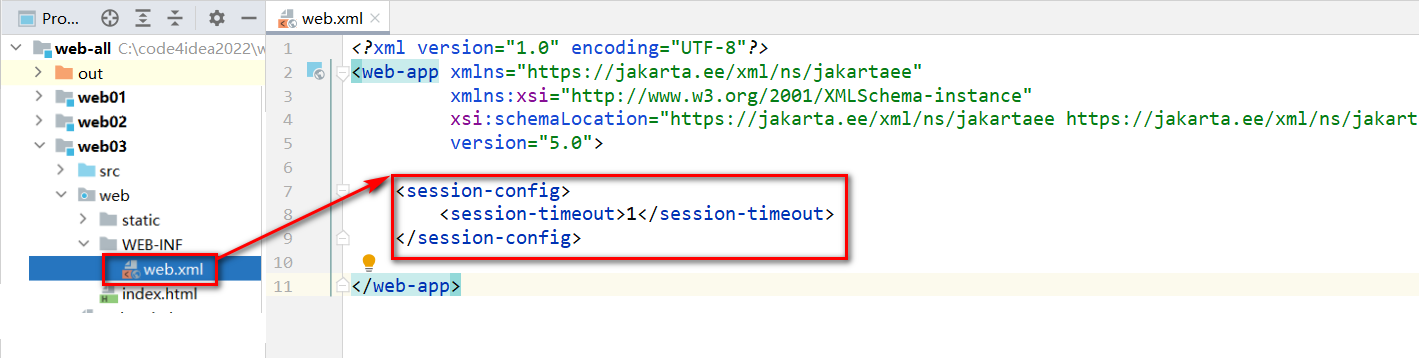 Pro...
web.xml
web-all C:\code4idea2022\w
out
web01
web02
web03
src
web
static
WEB-INF
web.xml
index.html
1 <?xml version="1.0" encoding="UTF-8"?>
2 <web-app xmlns="https://jakarta.ee/xml/ns/jakartaee"
3 xmlns:xsi="http://www.w3.org/2001/XMLSchema-instance"
4 xsi:schemaLocation="https://jakarta.ee/xml/ns/jakartaee https://jakarta.ee/xml/ns/jakart
5 version="5.0">
6
7 <session-config>
8 <session-timeout>1</session-timeout>
9 </session-config>
10
11 </web-app>